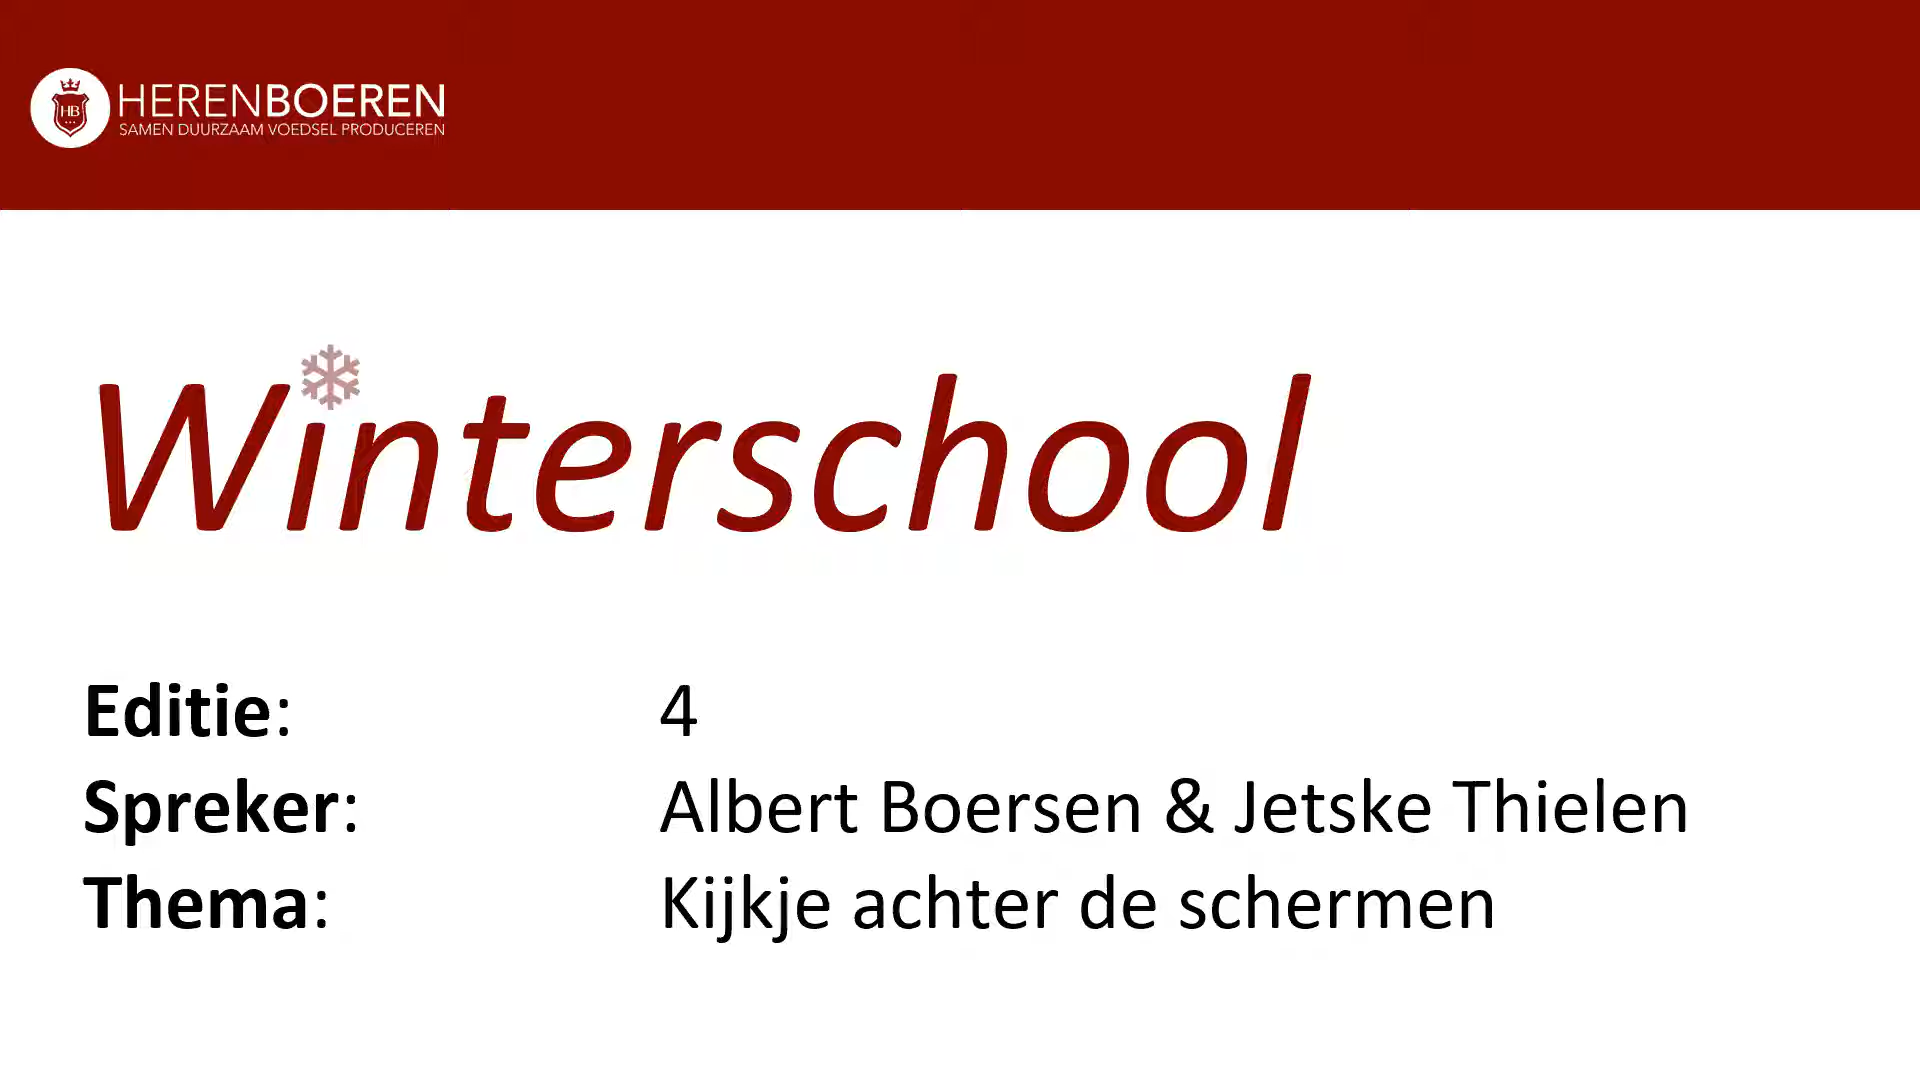 HB
HERENBOEREN
SAMEN DUURZAAM VOEDSEL PRODUCEREN
Winterschool
Editie: 4
Spreker: Albert Boersen & Jetske Thielen
Thema: Kijkje achter de schermen